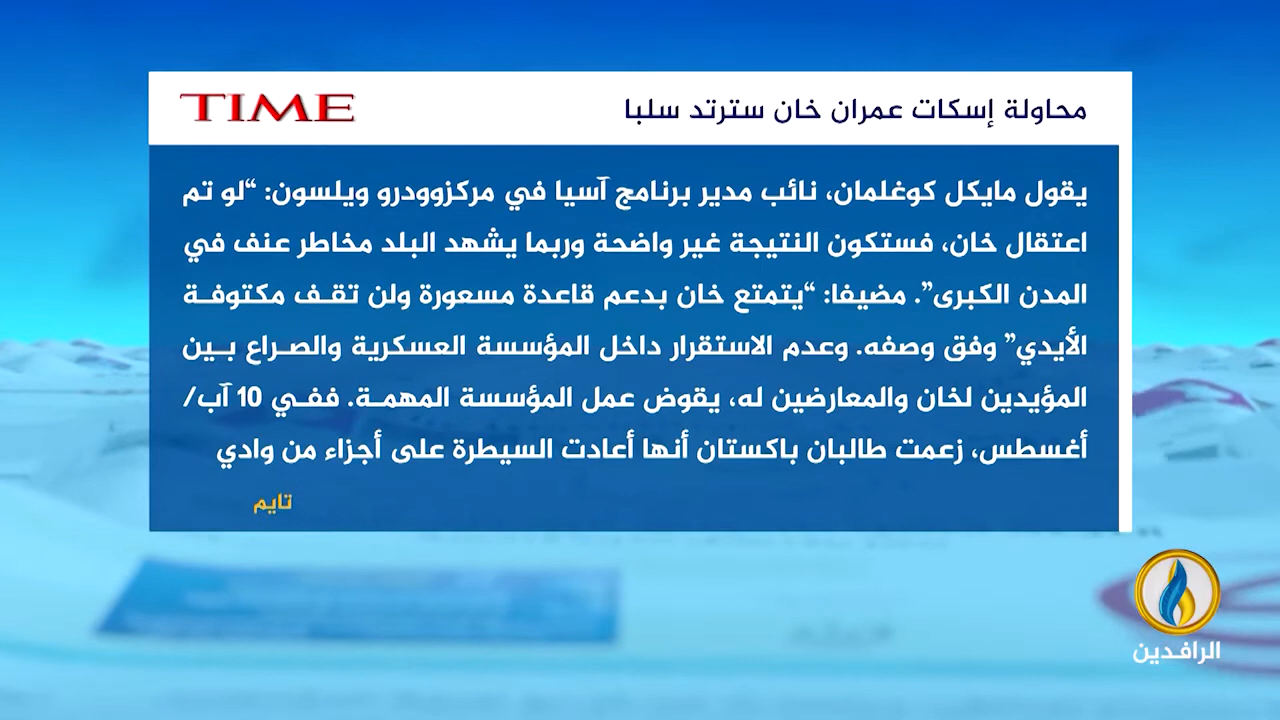 TIME
محاولة إسكات عمران خان سترتد سلبا
يقول مايكل كوغلمان، نائب مدير برنامج آسيا في مركزوودرو ويلسون: “لو تم
اعتقال خان، فستكون النتيجة غير واضحة وربما يشهد البلد مخاطر عنف في
المدن الكبرى”. مضيفا: “يتمتع خان بدعم قاعدة مسعورة ولن تقف مكتوفة
الأيدي” وفق وصفه. وعدم الاستقرار داخل المؤسسة العسكرية والصراع بين
المؤيدين لخان والمعارضين له، يقوض عمل المؤسسة المهمة. ففي 10 آب/
أغسطس، زعمت طالبان باكستان أنها أعادت السيطرة على أجزاء من وادي
تايم
الرافدين